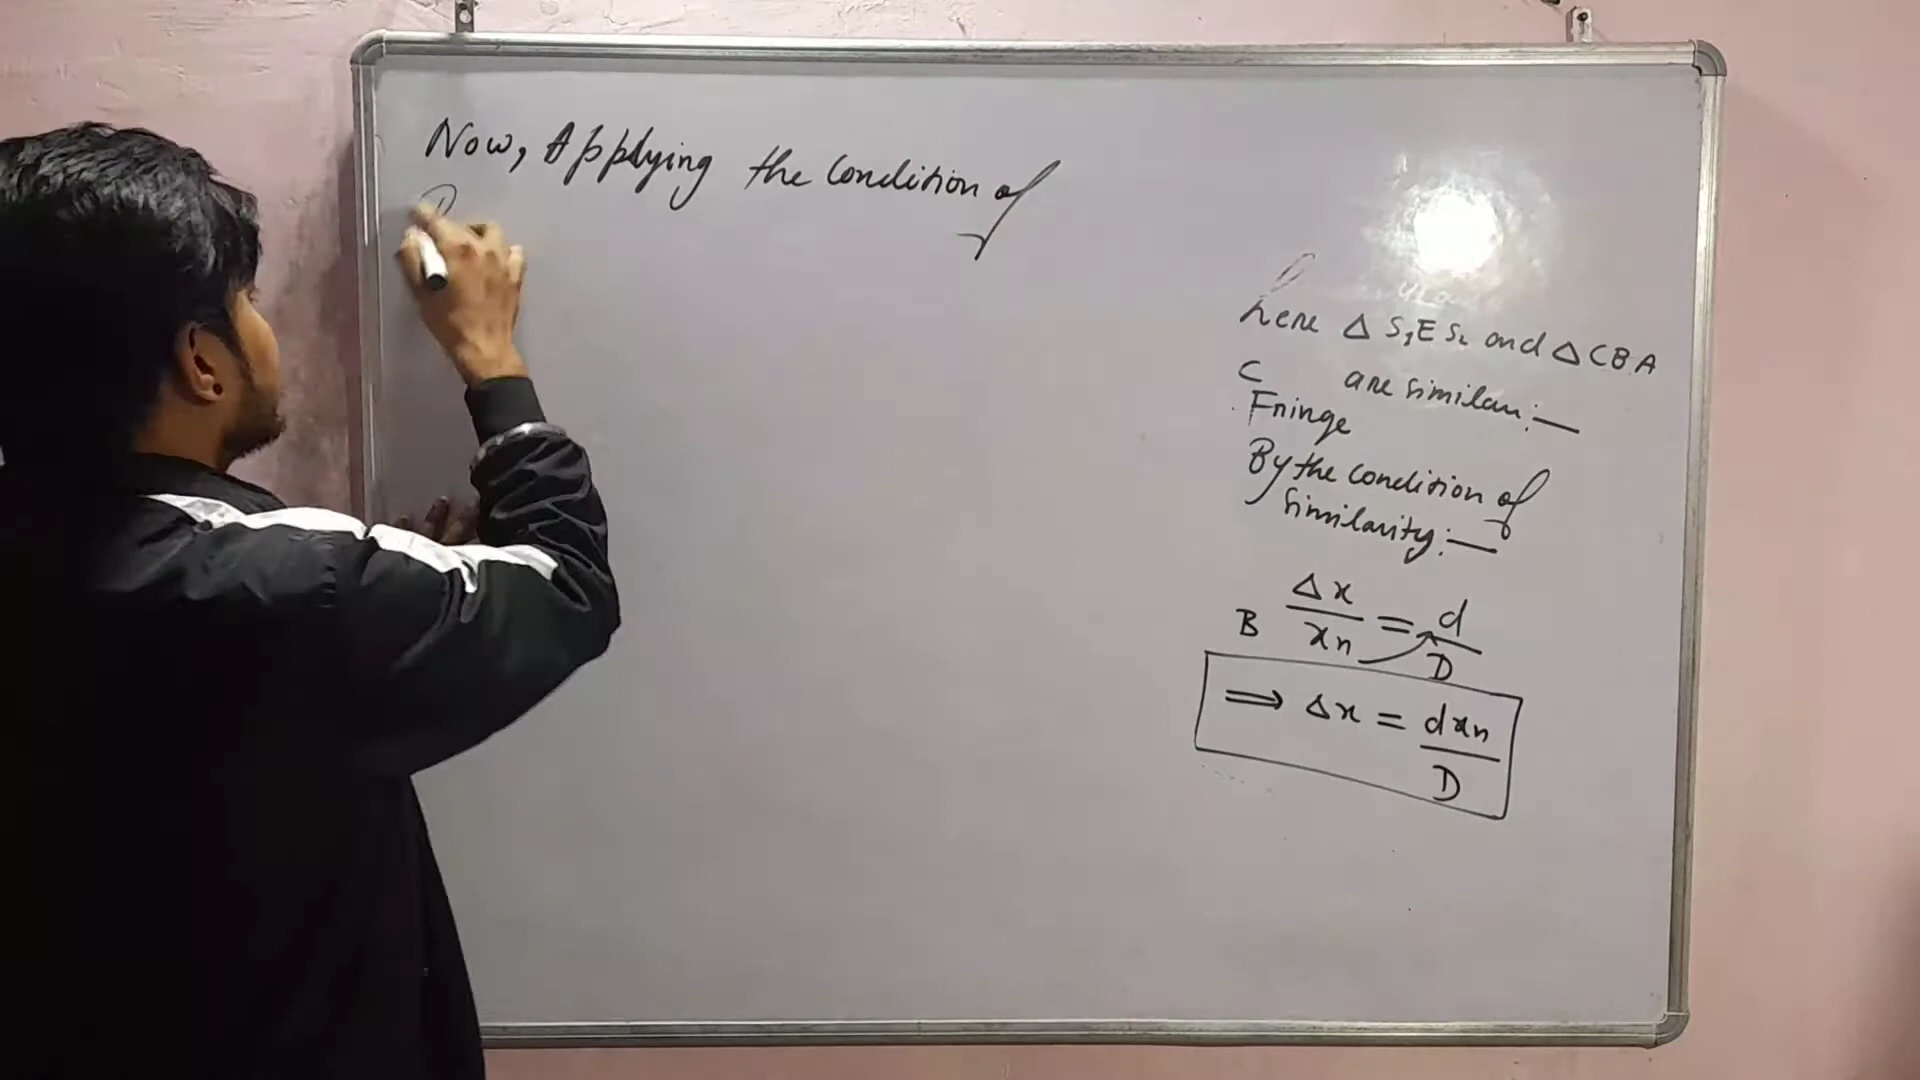 Now, Applying the condition of
here Δ S₁ES₂ and Δ CBA
C are similar:—
Fringe
By the condition of
similarity:—
B Δx/xn = d/D
⟹ Δx = dxn/D